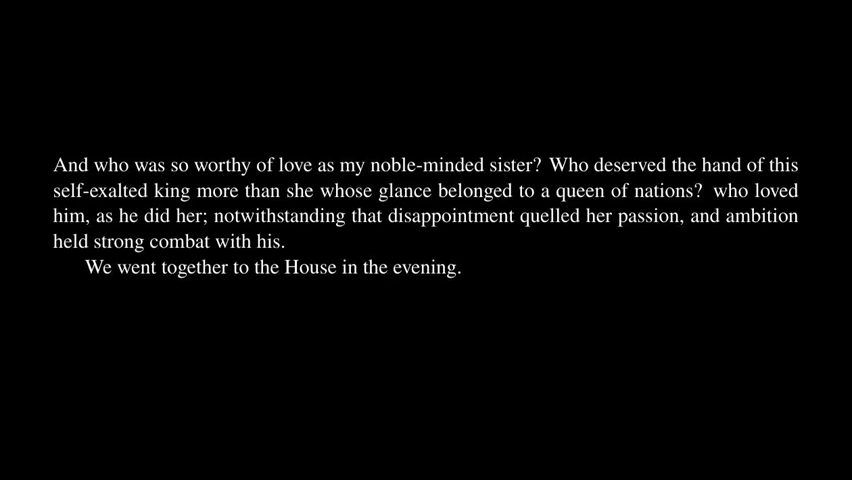 And who was so worthy of love as my noble-minded sister? Who deserved the hand of this
self-exalted king more than she whose glance belonged to a queen of nations? who loved
him, as he did her; notwithstanding that disappointment quelled her passion, and ambition
held strong combat with his.
We went together to the House in the evening.